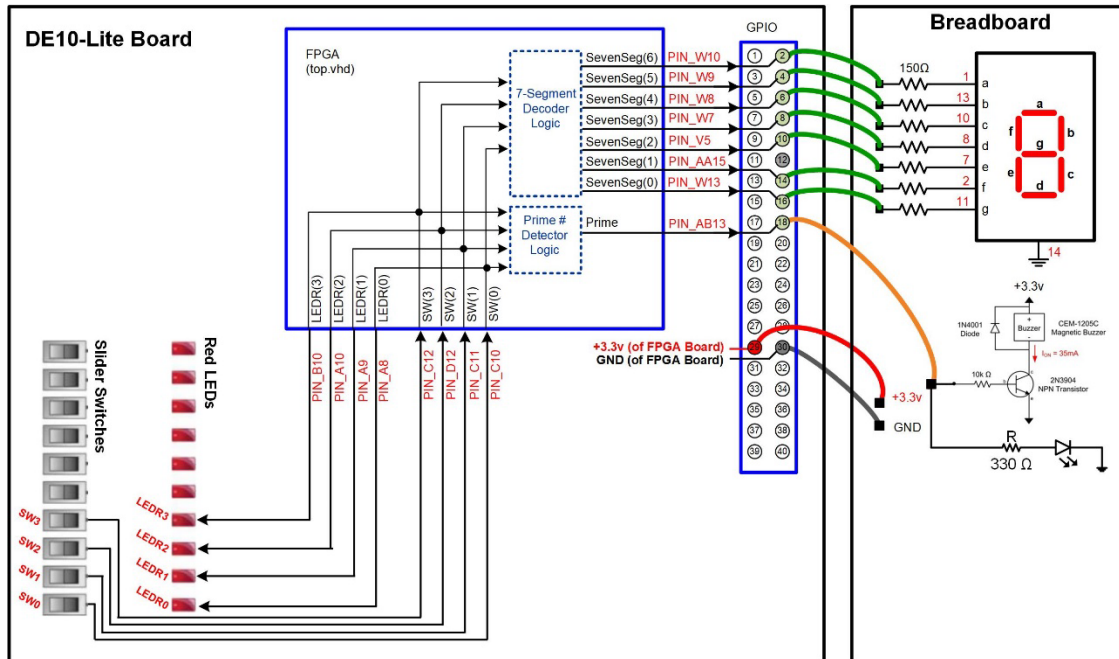 DE10-Lite Board
FPGA
(top.vhd)
7-Segment
Decoder
Logic
SevenSeg(6)
SevenSeg(5)
SevenSeg(4)
SevenSeg(3)
SevenSeg(2)
SevenSeg(1)
SevenSeg(0)
PIN_W10
PIN_W9
PIN_W8
PIN_W7
PIN_V5
PIN_AA15
PIN_W13
Prime #
Detector
Logic
Prime
PIN_AB13
LEDR(3)
LEDR(2)
LEDR(1)
LEDR(0)
SW(3)
SW(2)
SW(1)
SW(0)
PIN_B10
PIN_A10
PIN_A9
PIN_A8
PIN_C12
PIN_D12
PIN_C11
PIN_C10
Slider Switches
Red LEDs
SW3
SW2
SW1
SW0
LEDR3
LEDR2
LEDR1
LEDR0
GPIO
1 2
3 4
5 6
7 8
9 10
11 12
13 14
15 16
17 18
19 20
21 22
23 24
25 26
27 28
29 30
31 32
33 34
35 36
37 38
39 40
+3.3v (of FPGA Board)
GND (of FPGA Board)
Breadboard
150Ω
1 a
13 b
10 c
8 d
7 e
2 f
11 g
a
f b
g
e c
d
14
+3.3v
1N4001
Diode
+
Buzzer
-
CEM-1205C
Magnetic Buzzer
ION = 35mA
10k Ω
2N3904
NPN Transistor
+3.3v
GND
R
330 Ω